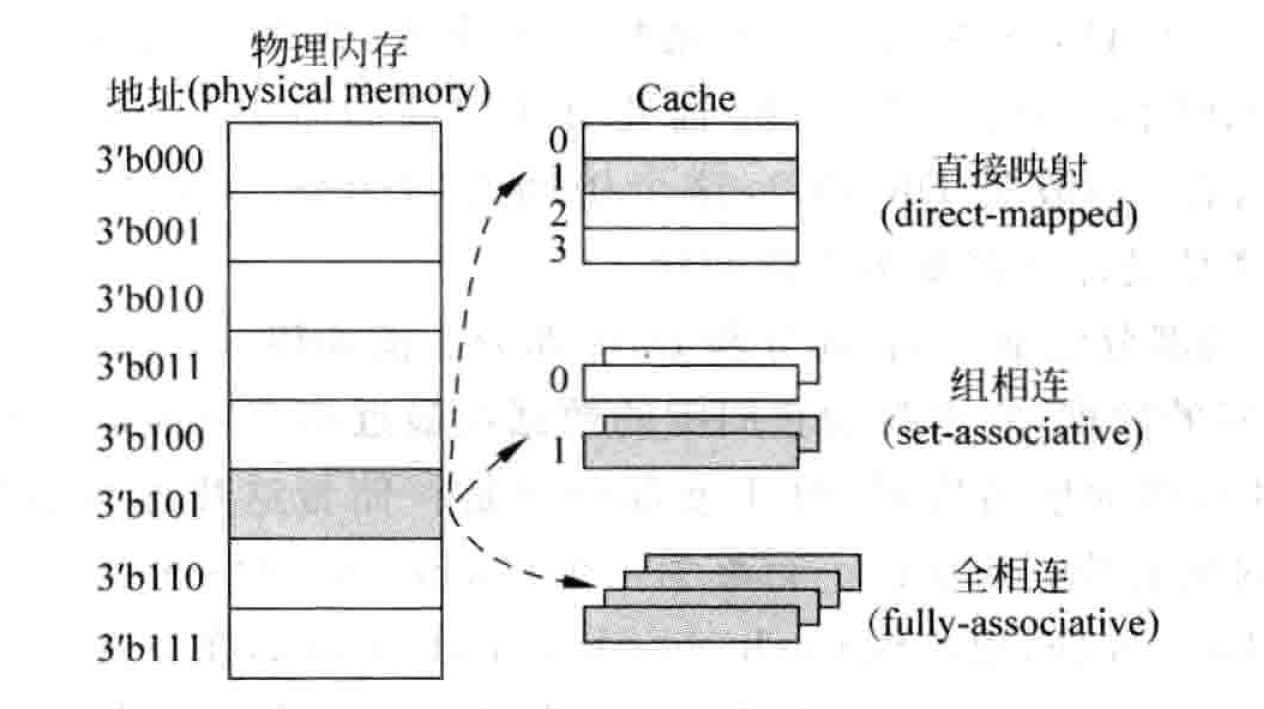 物理内存
地址(physical memory)
3'b000
3'b001
3'b010
3'b011
3'b100
3'b101
3'b110
3'b111
Cache
0
1
2
3
直接映射
(direct-mapped)
0
1
组相连
(set-associative)
全相连
(fully-associative)